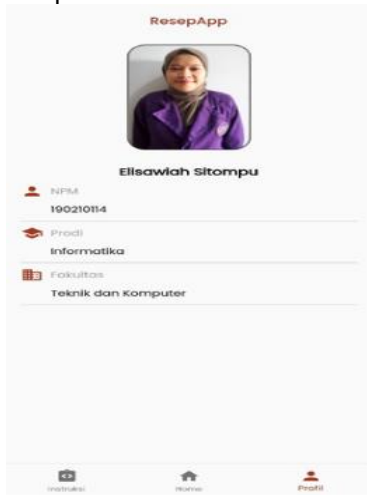 ResepApp
Elisawiah Sitompu
NPM
190210114
Prodi
Informatika
Fakultas
Teknik dan Komputer
Instruksi
Home
Profil